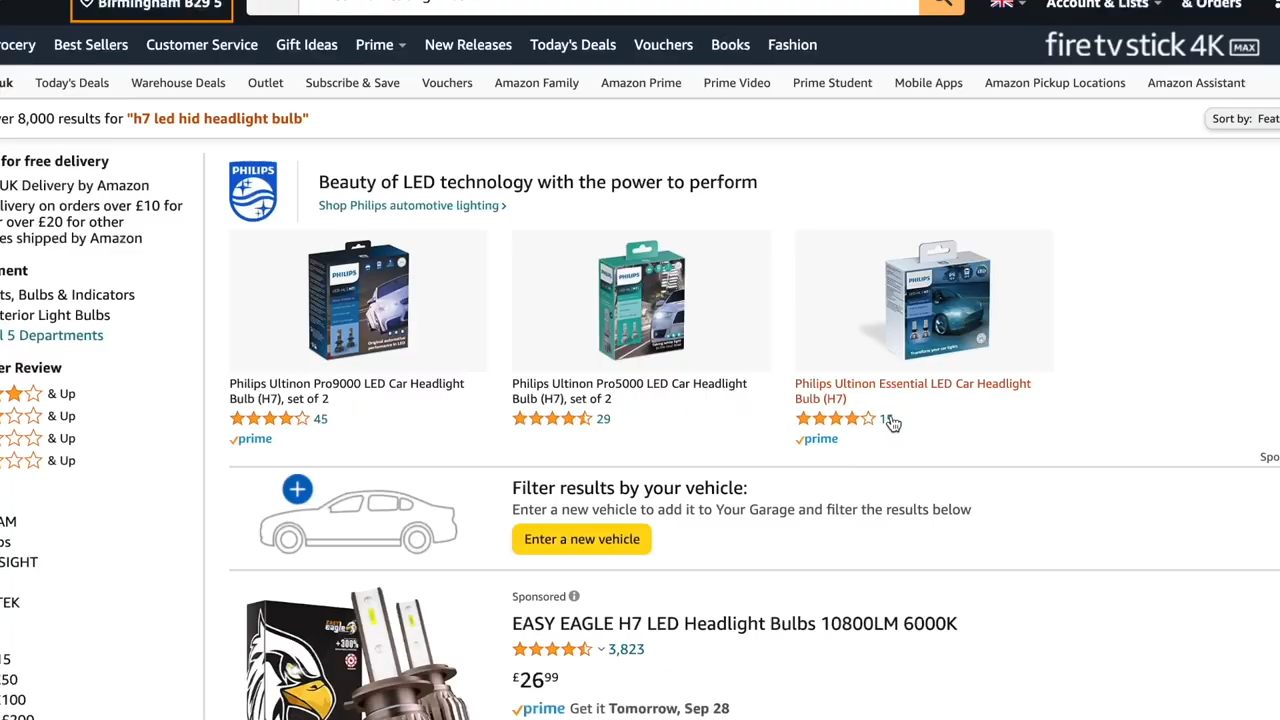 Birmingham B29 5
Account & Lists
& Orders
ocery
Best Sellers
Customer Service
Gift Ideas
Prime
New Releases
Today's Deals
Vouchers
Books
Fashion
fire tv stick 4K MAX
uk
Today's Deals
Warehouse Deals
Outlet
Subscribe & Save
Vouchers
Amazon Family
Amazon Prime
Prime Video
Prime Student
Mobile Apps
Amazon Pickup Locations
Amazon Assistant
er 8,000 results for "h7 led hid headlight bulb"
Sort by: Feat
for free delivery
UK Delivery by Amazon
livery on orders over £10 for
r over £20 for other
es shipped by Amazon
ment
ts, Bulbs & Indicators
terior Light Bulbs
l 5 Departments
er Review
& Up
& Up
& Up
& Up
AM
os
SIGHT
TEK
15
50
100
PHILIPS
Beauty of LED technology with the power to perform
Shop Philips automotive lighting
PHILIPS
PHILIPS
PHILIPS
Philips Ultinon Pro9000 LED Car Headlight
Bulb (H7), set of 2
45
prime
Philips Ultinon Pro5000 LED Car Headlight
Bulb (H7), set of 2
29
Philips Ultinon Essential LED Car Headlight
Bulb (H7)
prime
Spo
Filter results by your vehicle:
Enter a new vehicle to add it to Your Garage and filter the results below
Enter a new vehicle
Sponsored
EASY EAGLE H7 LED Headlight Bulbs 10800LM 6000K
3,823
£26.99
prime Get it Tomorrow, Sep 28
+300%